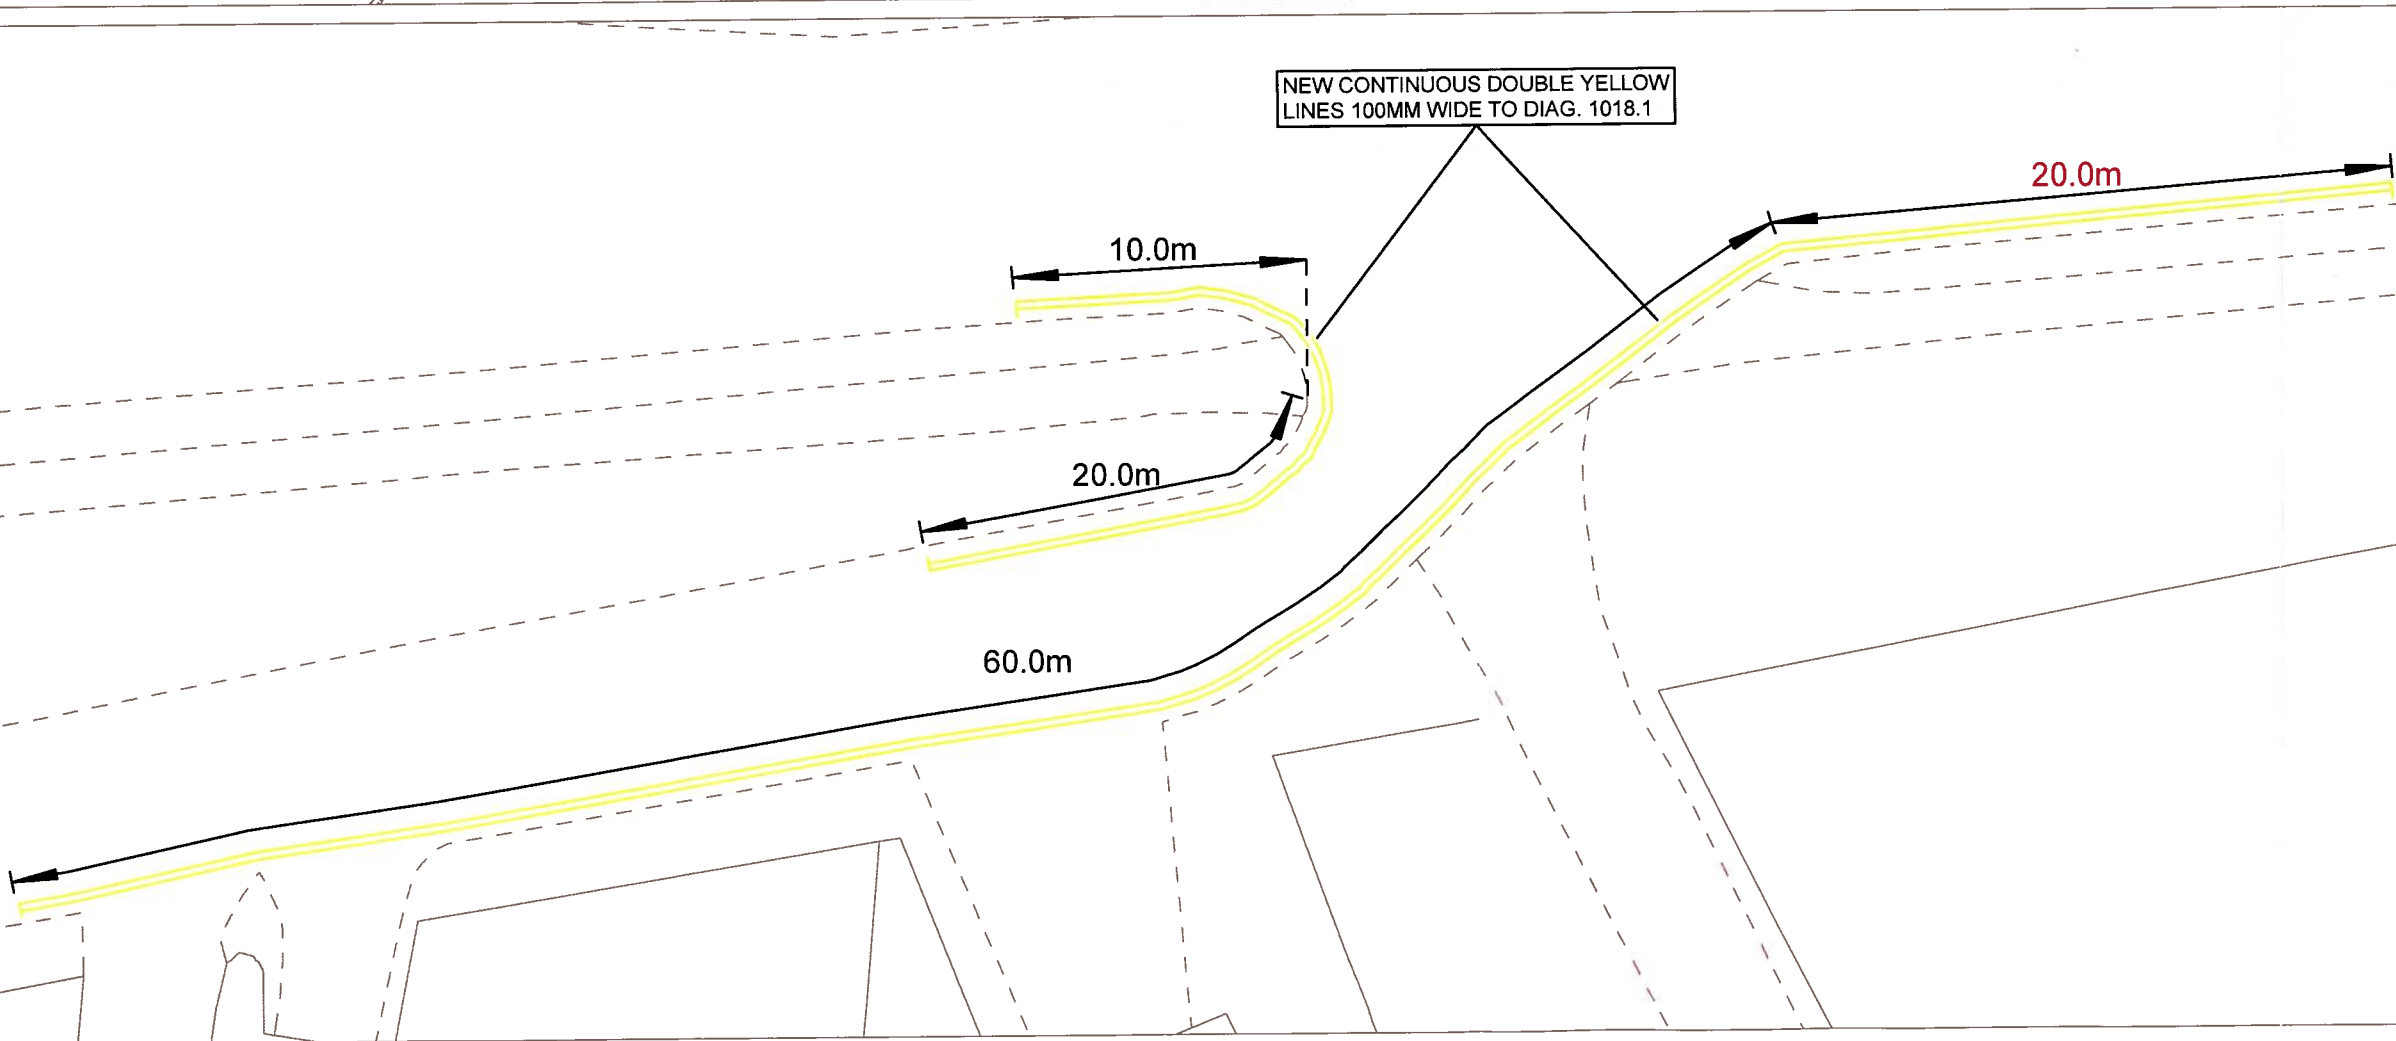 NEW CONTINUOUS DOUBLE YELLOW
LINES 100MM WIDE TO DIAG. 1018.1
20.0m
10.0m
20.0m
60.0m